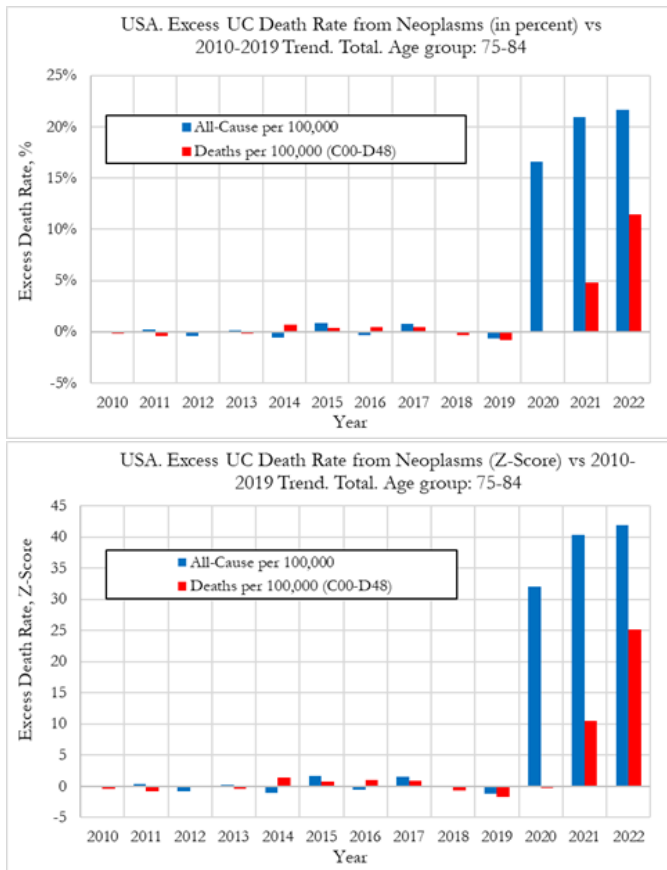 USA. Excess UC Death Rate from Neoplasms (in percent) vs
2010-2019 Trend. Total. Age group: 75-84
25%
All-Cause per 100,000
20%
Deaths per 100,000 (C00-D48)
15%
10%
5%
0%
-5%
Excess Death Rate, %
2010 2011 2012 2013 2014 2015 2016 2017 2018 2019 2020 2021 2022
Year
USA. Excess UC Death Rate from Neoplasms (Z-Score) vs 2010-
2019 Trend. Total. Age group: 75-84
45
40
All-Cause per 100,000
35
Deaths per 100,000 (C00-D48)
30
25
20
15
10
5
0
-5
Excess Death Rate, Z-Score
2010 2011 2012 2013 2014 2015 2016 2017 2018 2019 2020 2021 2022
Year